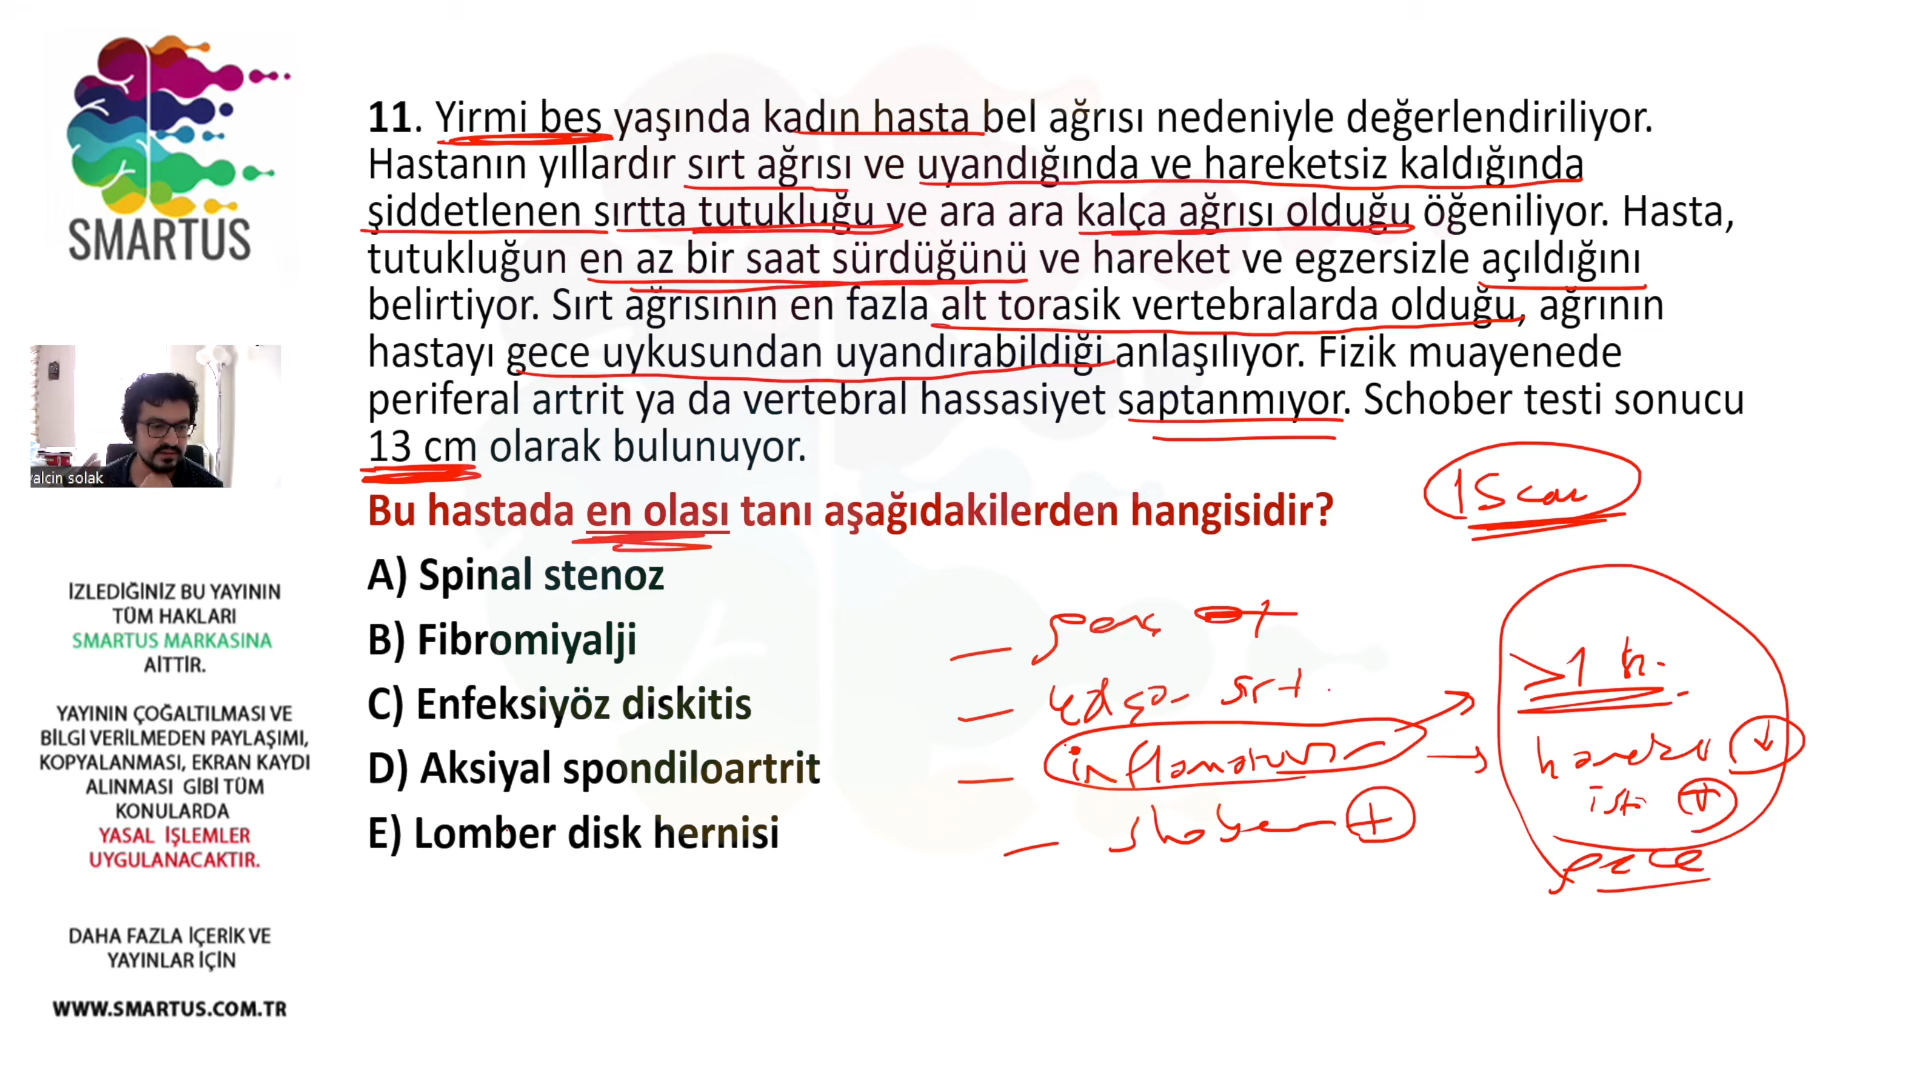 SMARTUS
11. Yirmi beş yaşında kadın hasta bel ağrısı nedeniyle değerlendiriliyor.
Hastanın yıllardır sırt ağrısı ve uyandığında ve hareketsiz kaldığında
şiddetlenen sırtta tutukluğu ve ara ara kalça ağrısı olduğu öğeniliyor. Hasta,
tutukluğun en az bir saat sürdüğünü ve hareket ve egzersizle açıldığını
belirtiyor. Sırt ağrısının en fazla alt torasik vertebralarda olduğu, ağrının
hastayı gece uykusundan uyandırabildiği anlaşılıyor. Fizik muayenede
periferal artrit ya da vertebral hassasiyet saptanmıyor. Schober testi sonucu
13 cm olarak bulunuyor.
yalcin solak
Bu hastada en olası tanı aşağıdakilerden hangisidir?
A) Spinal stenoz
B) Fibromiyalji
C) Enfeksiyöz diskitis
D) Aksiyal spondiloartrit
E) Lomber disk hernisi
>1
gece
İZLEDİĞİNİZ BU YAYININ
TÜM HAKLARI
SMARTUS MARKASINA
AİTTİR.
YAYININ ÇOĞALTILMASI VE
BİLGİ VERİLMEDEN PAYLAŞIMI,
KOPYALANMASI, EKRAN KAYDI
ALINMASI GİBİ TÜM
KONULARDA
YASAL İŞLEMLER
UYGULANACAKTIR.
DAHA FAZLA İÇERİK VE
YAYINLAR İÇİN
WWW.SMARTUS.COM.TR